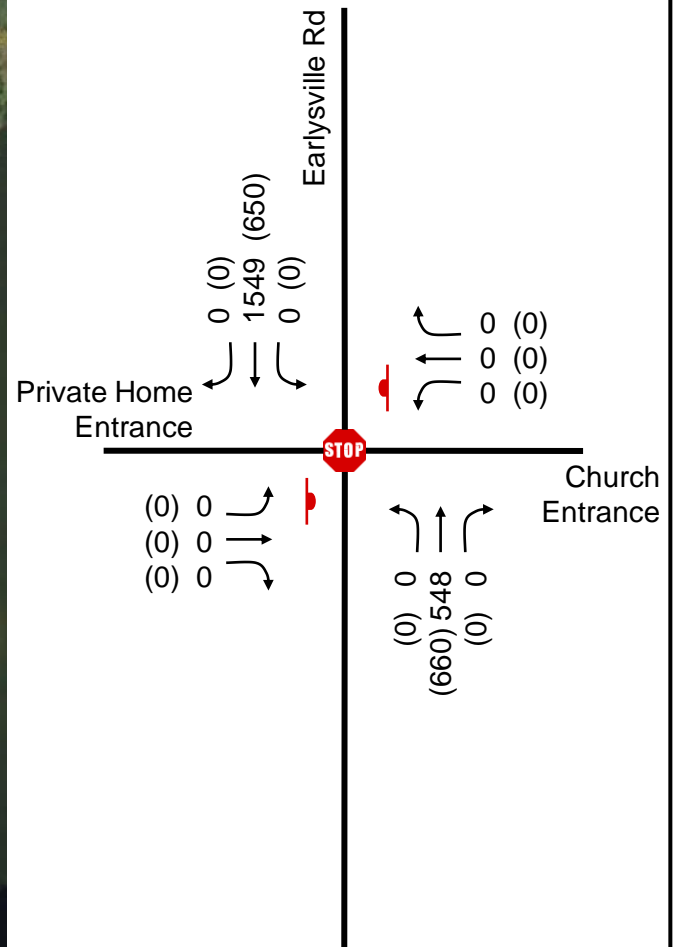 Earlysville Rd
0 (0)
1549 (650)
0 (0)
0 (0)
0 (0)
0 (0)
Private Home
Entrance
STOP
Church
Entrance
(0) 0
(0) 0
(0) 0
(0) 0
(660) 548
(0) 0